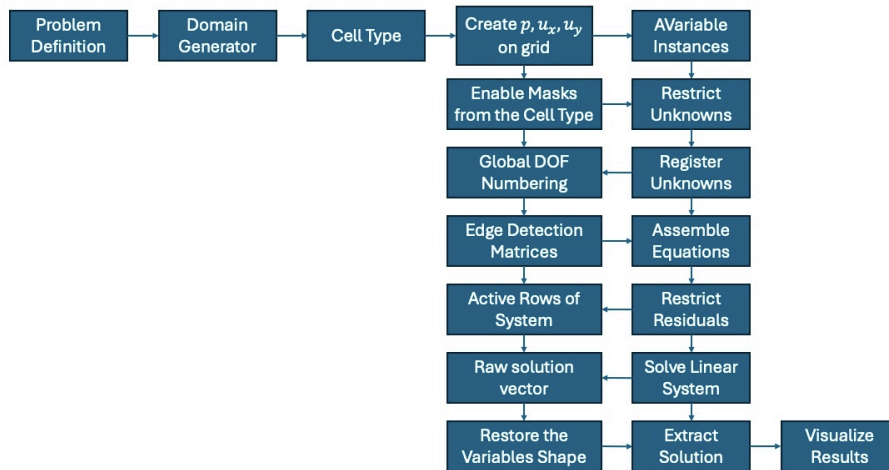 Problem
Definition
Domain
Generator
Cell Type
Create p, uₓ, u_y
on grid
AVariable
Instances
Enable Masks
from the Cell Type
Restrict
Unknowns
Global DOF
Numbering
Register
Unknowns
Edge Detection
Matrices
Assemble
Equations
Active Rows of
System
Restrict
Residuals
Raw solution
vector
Solve Linear
System
Restore the
Variables Shape
Extract
Solution
Visualize
Results